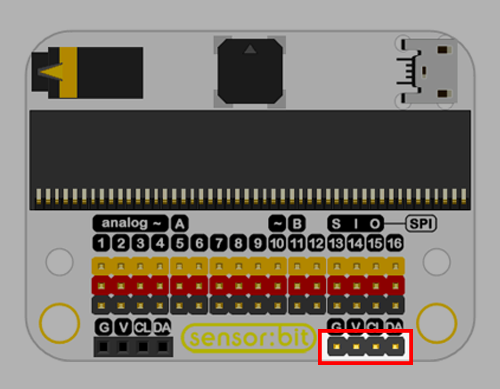 analog ~ A ~ B S I O SPI
1 2 3 4 5 6 7 8 9 10 11 12 13 14 15 16
G V CL DA sensor:bit G V CL DA